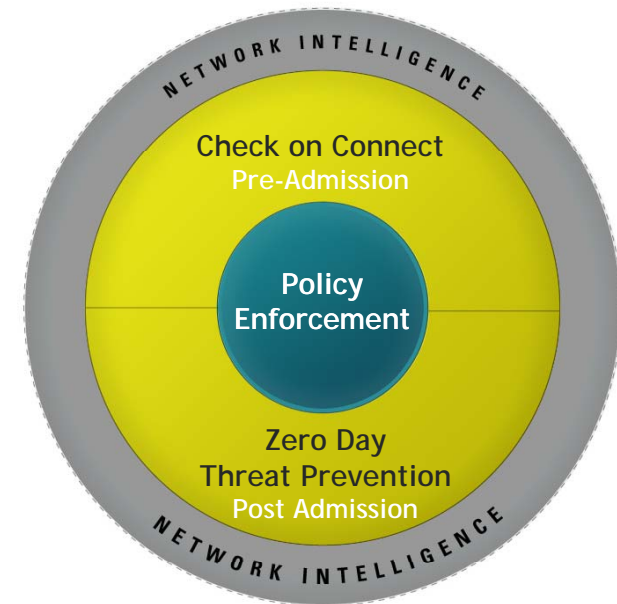 NETWORK INTELLIGENCE
Check on Connect
Pre-Admission
Policy
Enforcement
Zero Day
Threat Prevention
Post Admission
NETWORK INTELLIGENCE